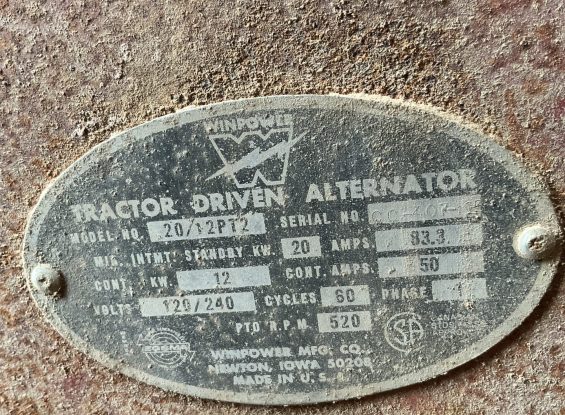 WINPOWER
W
TRACTOR DRIVEN ALTERNATOR
MODEL NO. 20/12PT2 SERIAL NO.
MFG. INTMT. STANDBY KW. 20 AMPS. 83.3
CONT. KW. 12 CONT. AMPS. 50
VOLTS 120/240 CYCLES 60 PHASE 1
PTO R.P.M. 520
WINPOWER MFG. CO.
NEWTON, IOWA 50208
MADE IN U.S.A.